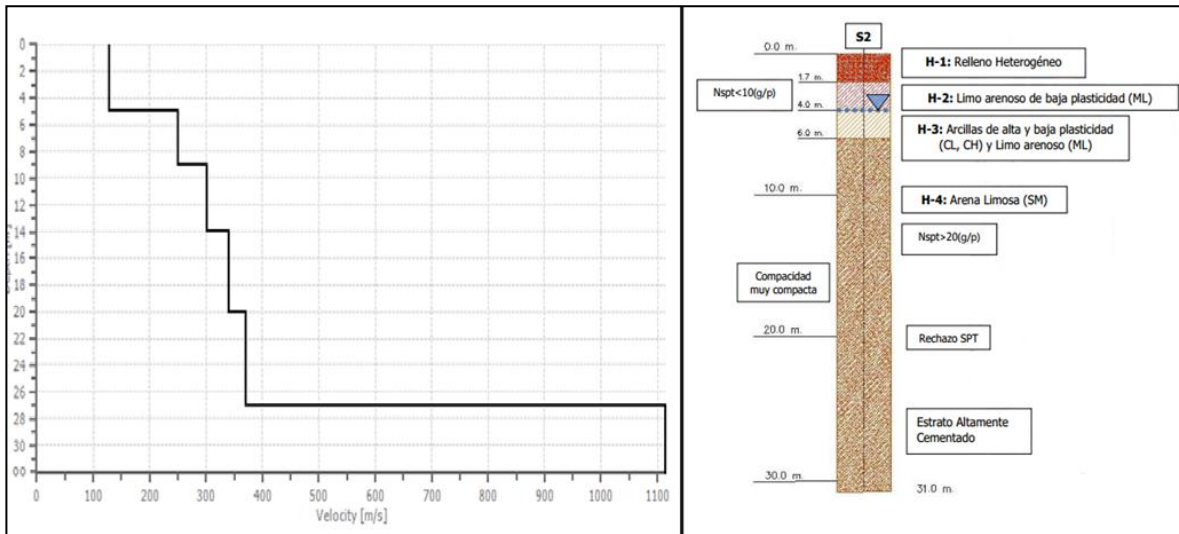 0
2
4
6
8
10
12
14
16
18
20
22
24
26
28
30
00
0
100
200
300
400
500
600
700
800
900
1000
1100
Velocity [m/s]
S2
0.0 m.
H-1: Relleno Heterogéneo
1.7 m.
Nspt<10(g/p)
H-2: Limo arenoso de baja plasticidad (ML)
4.0 m.
H-3: Arcillas de alta y baja plasticidad
(CL, CH) y Limo arenoso (ML)
6.0 m.
10.0 m.
H-4: Arena Limosa (SM)
Nspt>20(g/p)
Compacidad
muy compacta
20.0 m.
Rechazo SPT
Estrato Altamente
Cementado
30.0 m.
31.0 m.